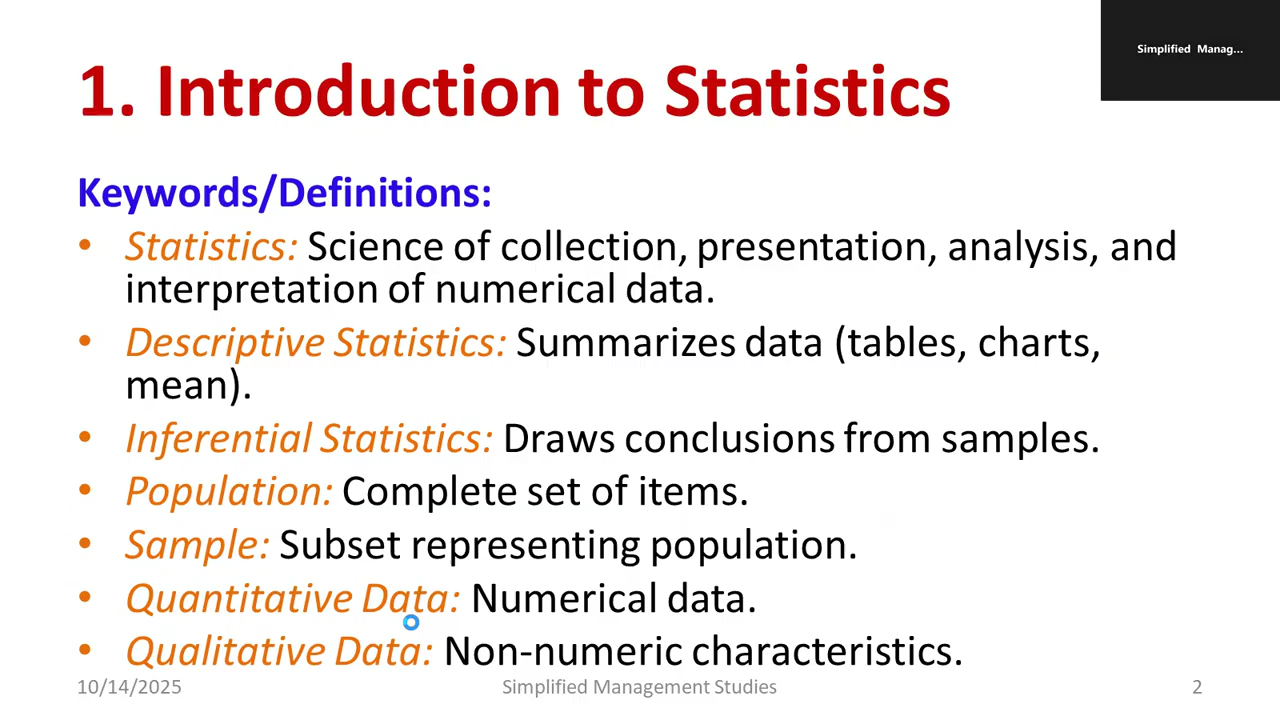 Simplified Manag...
1. Introduction to Statistics
Keywords/Definitions:
• Statistics: Science of collection, presentation, analysis, and
interpretation of numerical data.
• Descriptive Statistics: Summarizes data (tables, charts,
mean).
• Inferential Statistics: Draws conclusions from samples.
• Population: Complete set of items.
• Sample: Subset representing population.
• Quantitative Data: Numerical data.
• Qualitative Data: Non-numeric characteristics.
10/14/2025 Simplified Management Studies 2